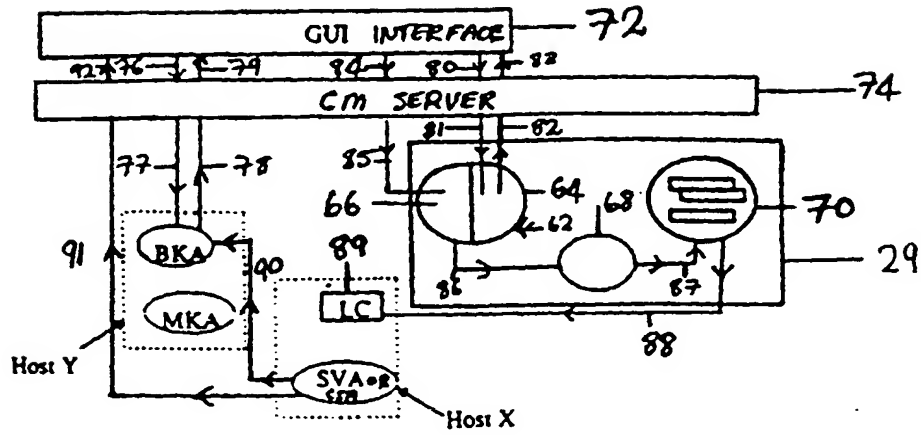 GUI INTERFACE 72
92 76 79 84 80 83
CM SERVER 74
81 82
77 78 85
66 64 68 70
62
91 BKA 90 89 29
86 87
MKA LC
88
Host Y
SVA OR
Host X